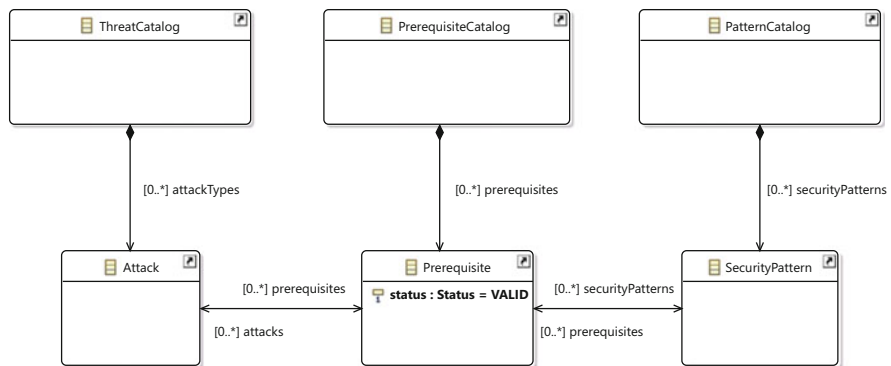 ThreatCatalog
PrerequisiteCatalog
PatternCatalog
[0..*] attackTypes
[0..*] prerequisites
[0..*] securityPatterns
Attack
Prerequisite
SecurityPattern
status : Status = VALID
[0..*] prerequisites
[0..*] securityPatterns
[0..*] attacks
[0..*] prerequisites